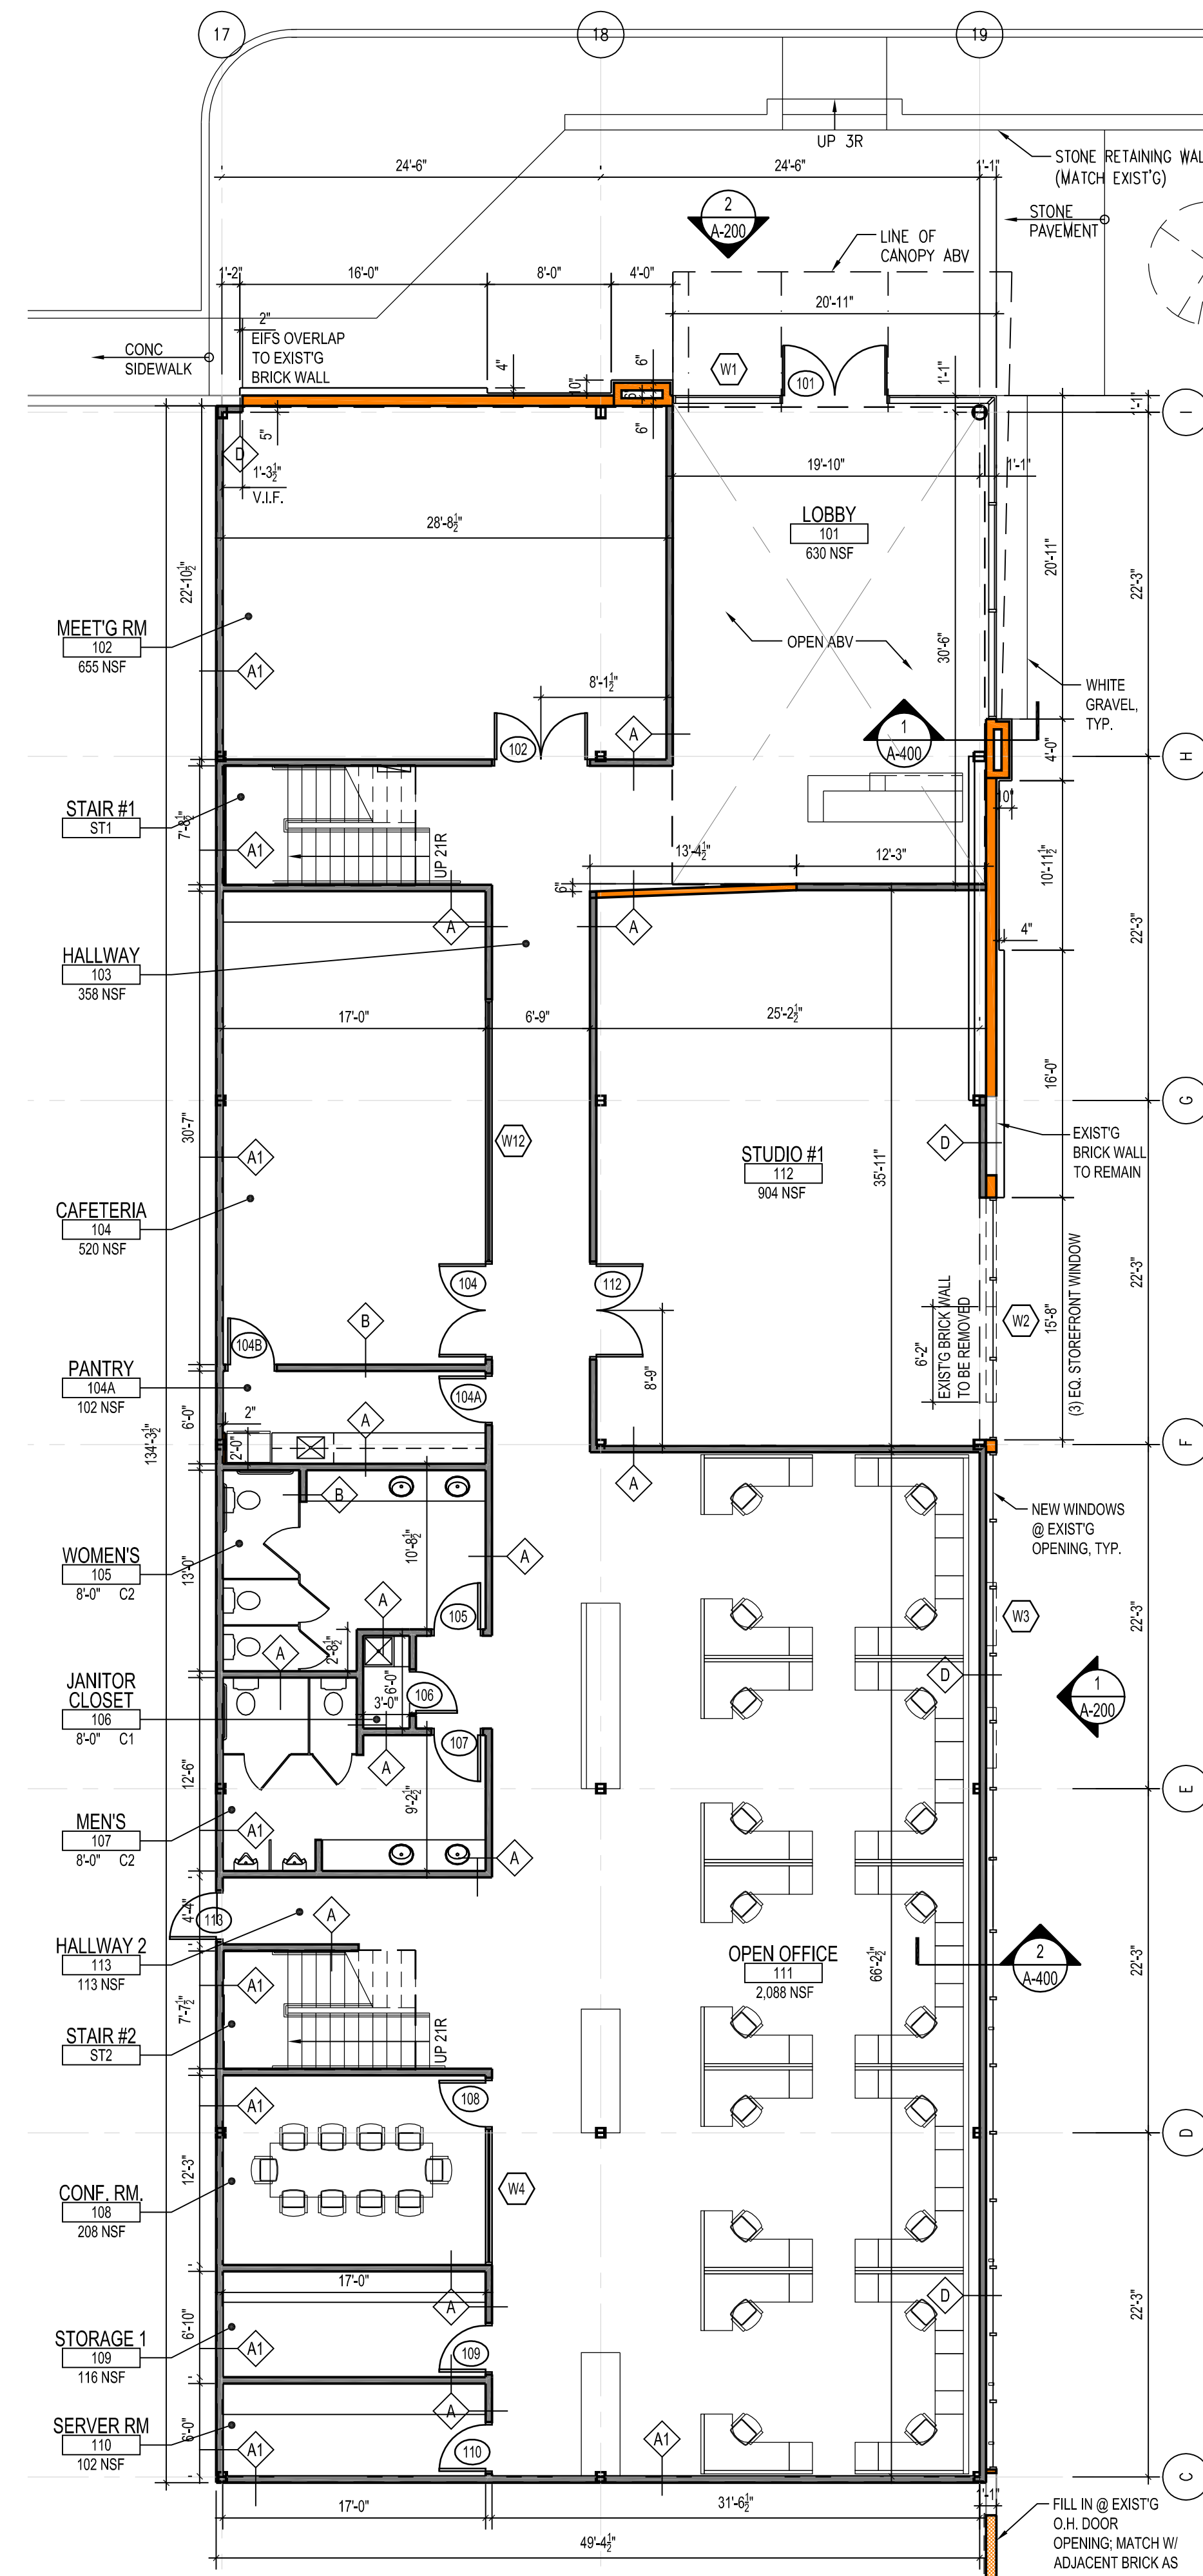 17
18
19
UP 3R
24'-6"
24'-6"
1'-1"
STONE RETAINING WAL
(MATCH EXIST'G)
2
A-200
STONE
PAVEMENT
LINE OF
CANOPY ABV
1'-2"
16'-0"
8'-0"
4'-0"
20'-11"
2"
EIFS OVERLAP
TO EXIST'G
BRICK WALL
CONC
SIDEWALK
4"
10"
6"
6"
6"
W1
101
1'-1"
1'-1"
I
5"
D
1'-3½"
V.I.F.
19'-10"
1'-1"
28'-8½"
LOBBY
101
630 NSF
22'-10½"
20'-11"
22'-3"
MEET'G RM
102
655 NSF
A1
OPEN ABV
30'-6"
8'-1½"
WHITE
GRAVEL,
TYP.
102
A
1
A-400
4'-0"
H
STAIR #1
ST1
7'-8½"
A1
UP 21R
10"
13'-4½"
12'-3"
10'-11½"
6"
A
A
4"
22'-3"
HALLWAY
103
358 NSF
17'-0"
6'-9"
25'-2½"
16'-0"
G
30'-7"
A1
W12
D
EXIST'G
BRICK WALL
TO REMAIN
STUDIO #1
112
904 NSF
35'-11"
CAFETERIA
104
520 NSF
104
112
22'-3"
EXIST'G BRICK WALL
TO BE REMOVED
6'-2"
W2
15'-8"
(3) EQ. STOREFRONT WINDOW
104B
B
8'-9"
PANTRY
104A
102 NSF
104A
2"
A
6'-0"
2'-0"
134'-3½"
F
A
B
NEW WINDOWS
@ EXIST'G
OPENING, TYP.
WOMEN'S
105
8'-0" C2
13'-0"
10'-8½"
A
A
105
W3
22'-3"
2'-8½"
A
JANITOR
CLOSET
106
8'-0" C1
6'-0"
3'-0"
106
D
1
A-200
107
A
12'-6"
9'-2½"
E
MEN'S
107
8'-0" C2
A1
A
4'-4"
113
A
HALLWAY 2
113
113 NSF
OPEN OFFICE
111
2,088 NSF
66'-2½"
2
A-400
22'-3"
A1
7'-7½"
STAIR #2
ST2
UP 21R
A1
108
D
12'-3"
CONF. RM.
108
208 NSF
W4
17'-0"
A
D
22'-3"
6'-10"
STORAGE 1
109
116 NSF
A1
109
A
SERVER RM
110
102 NSF
6'-0"
A1
110
A1
C
17'-0"
31'-6½"
1'-1"
49'-4½"
FILL IN @ EXIST'G
O.H. DOOR
OPENING; MATCH W/
ADJACENT BRICK AS